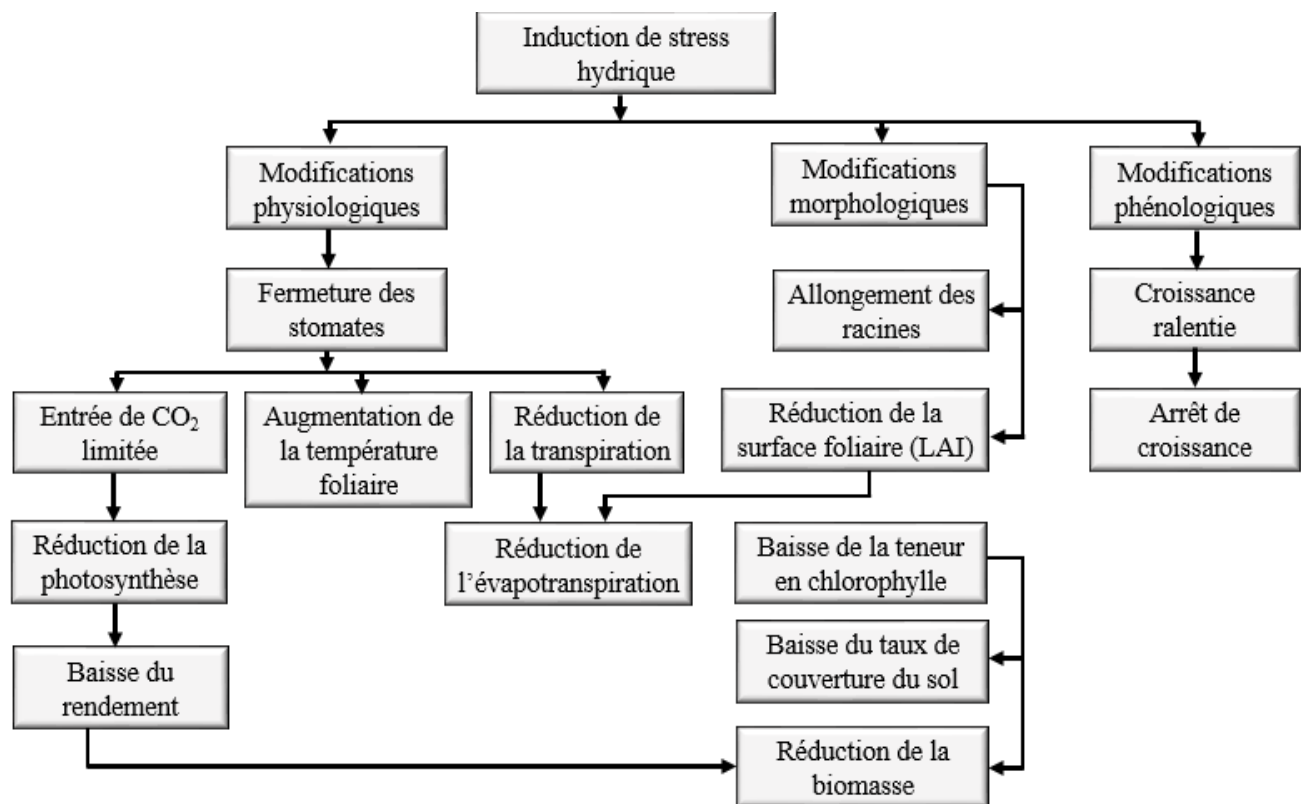 Induction de stress
hydrique
Modifications
physiologiques
Modifications
morphologiques
Modifications
phénologiques
Fermeture des
stomates
Allongement des
racines
Croissance
ralentie
Entrée de CO₂
limitée
Augmentation de
la température
foliaire
Réduction de
la transpiration
Réduction de la
surface foliaire (LAI)
Arrêt de
croissance
Réduction de la
photosynthèse
Réduction de
l’évapotranspiration
Baisse de la teneur
en chlorophylle
Baisse du
rendement
Baisse du taux de
couverture du sol
Réduction de la
biomasse